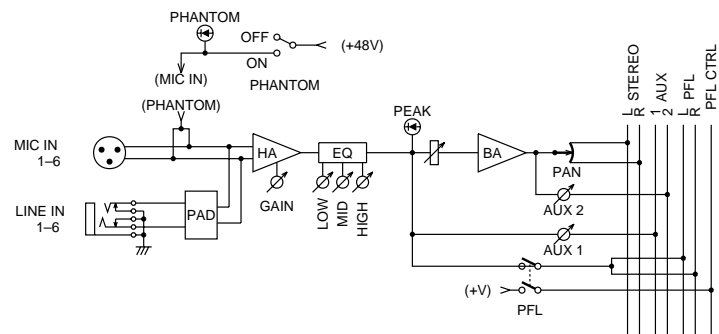 PHANTOM
OFF
(+48V)
ON
(MIC IN)
PHANTOM
(PHANTOM)
PEAK
L
R STEREO
1
2 AUX
L
R PFL
PFL CTRL
MIC IN
1–6
HA
EQ
BA
PAN
GAIN
LOW
MID
HIGH
LINE IN
1–6
PAD
AUX 2
AUX 1
(+V)
PFL